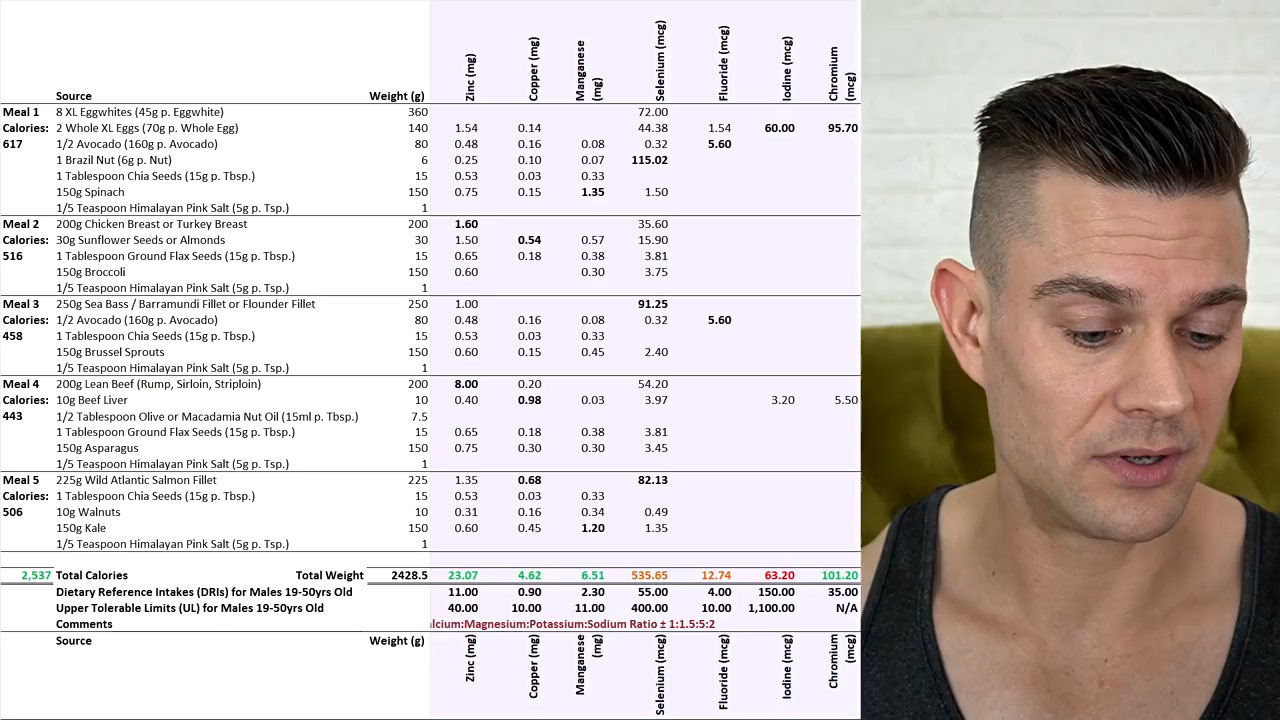 Source Weight (g) Zinc (mg) Copper (mg) Manganese (mg) Selenium (mcg) Fluoride (mcg) Iodine (mcg) Chromium (mcg)
Meal 1 8 XL Eggwhites (45g p. Eggwhite) 360 72.00
Calories: 2 Whole XL Eggs (70g p. Whole Egg) 140 1.54 0.14 44.38 1.54 60.00 95.70
617 1/2 Avocado (160g p. Avocado) 80 0.48 0.16 0.08 0.32 5.60
1 Brazil Nut (6g p. Nut) 6 0.25 0.10 0.07 115.02
1 Tablespoon Chia Seeds (15g p. Tbsp.) 15 0.53 0.03 0.33
150g Spinach 150 0.75 0.15 1.35 1.50
1/5 Teaspoon Himalayan Pink Salt (5g p. Tsp.) 1
Meal 2 200g Chicken Breast or Turkey Breast 200 1.60 35.60
Calories: 30g Sunflower Seeds or Almonds 30 1.50 0.54 0.57 15.90
516 1 Tablespoon Ground Flax Seeds (15g p. Tbsp.) 15 0.65 0.18 0.38 3.81
150g Broccoli 150 0.60 0.30 3.75
1/5 Teaspoon Himalayan Pink Salt (5g p. Tsp.) 1
Meal 3 250g Sea Bass / Barramundi Fillet or Flounder Fillet 250 1.00 91.25
Calories: 1/2 Avocado (160g p. Avocado) 80 0.48 0.16 0.08 0.32 5.60
458 1 Tablespoon Chia Seeds (15g p. Tbsp.) 15 0.53 0.03 0.33
150g Brussel Sprouts 150 0.60 0.15 0.45 2.40
1/5 Teaspoon Himalayan Pink Salt (5g p. Tsp.) 1
Meal 4 200g Lean Beef (Rump, Sirloin, Striploin) 200 8.00 0.20 54.20
Calories: 10g Beef Liver 10 0.40 0.98 0.03 3.97 3.20 5.50
443 1/2 Tablespoon Olive or Macadamia Nut Oil (15ml p. Tbsp.) 7.5
1 Tablespoon Ground Flax Seeds (15g p. Tbsp.) 15 0.65 0.18 0.38 3.81
150g Asparagus 150 0.75 0.30 0.30 3.45
1/5 Teaspoon Himalayan Pink Salt (5g p. Tsp.) 1
Meal 5 225g Wild Atlantic Salmon Fillet 225 1.35 0.68 82.13
Calories: 1 Tablespoon Chia Seeds (15g p. Tbsp.) 15 0.53 0.03 0.33
506 10g Walnuts 10 0.31 0.16 0.34 0.49
150g Kale 150 0.60 0.45 1.20 1.35
1/5 Teaspoon Himalayan Pink Salt (5g p. Tsp.) 1
2,537 Total Calories Total Weight 2428.5 23.07 4.62 6.51 535.65 12.74 63.20 101.20
Dietary Reference Intakes (DRIs) for Males 19-50yrs Old 11.00 0.90 2.30 55.00 4.00 150.00 35.00
Upper Tolerable Limits (UL) for Males 19-50yrs Old 40.00 10.00 11.00 400.00 10.00 1,100.00 N/A
Comments lcium:Magnesium:Potassium:Sodium Ratio ± 1:1.5:5:2
Source Weight (g) Zinc (mg) Copper (mg) Manganese (mg) Selenium (mcg) Fluoride (mcg) Iodine (mcg) Chromium (mcg)